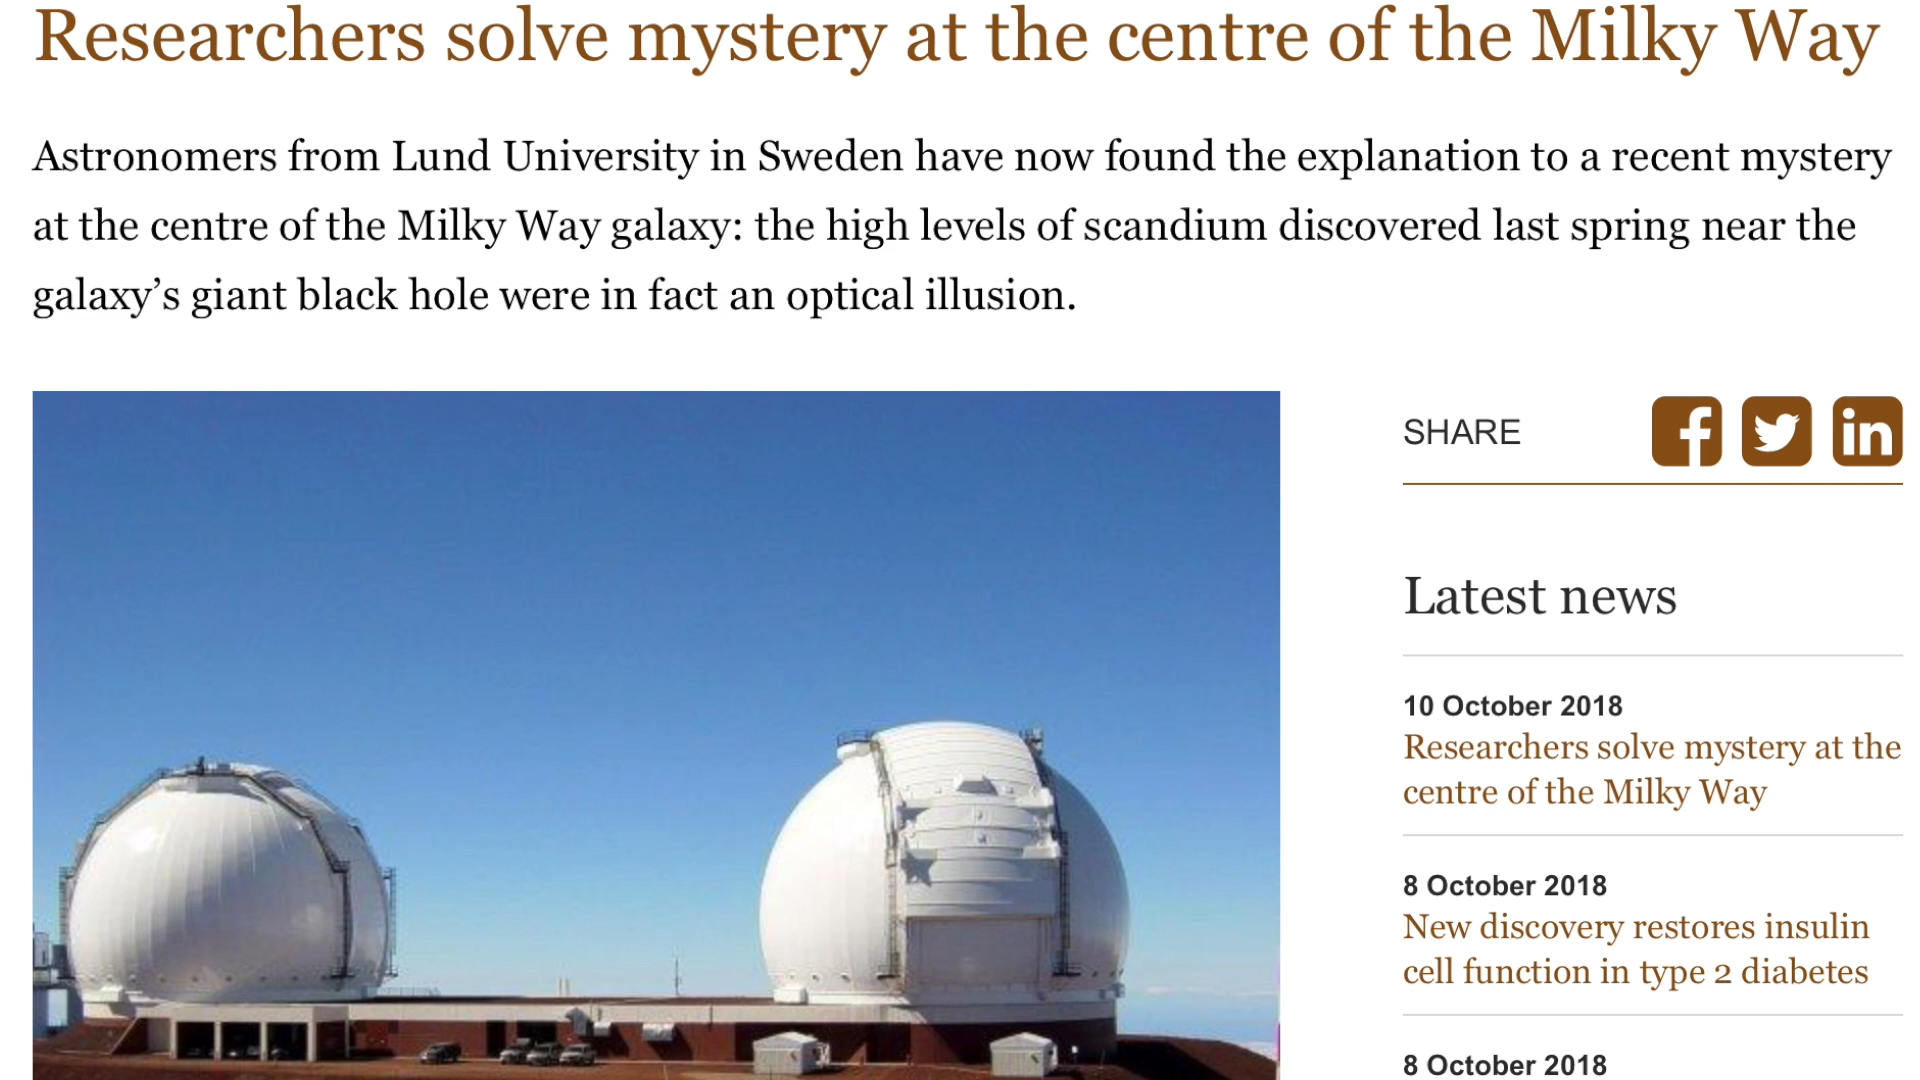 Researchers solve mystery at the centre of the Milky Way
Astronomers from Lund University in Sweden have now found the explanation to a recent mystery
at the centre of the Milky Way galaxy: the high levels of scandium discovered last spring near the
galaxy’s giant black hole were in fact an optical illusion.
SHARE
Latest news
10 October 2018
Researchers solve mystery at the
centre of the Milky Way
8 October 2018
New discovery restores insulin
cell function in type 2 diabetes
8 October 2018